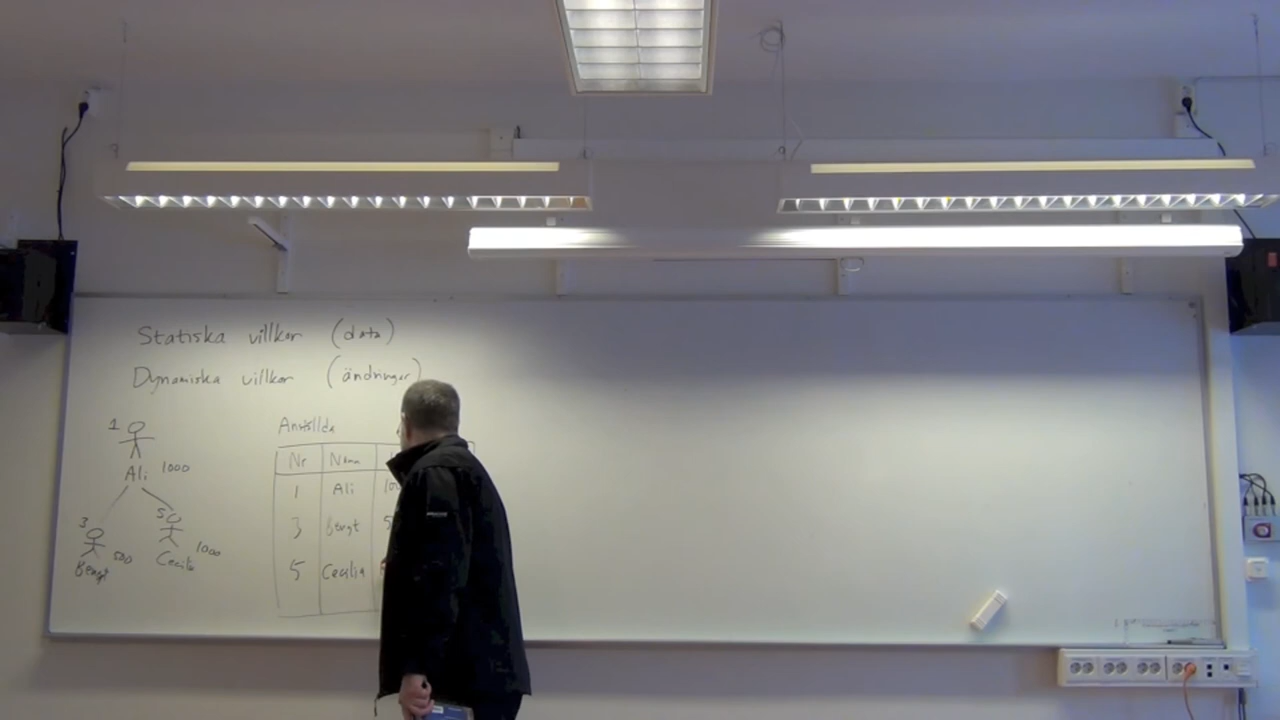 Statiska villkor (data)
Dynamiska villkor (ändringar)
1
Ali 1000
3
Bengt 500
5
Cecilia 1000
Anställda
Nr Namn
1 Ali
3 Bengt 5
5 Cecilia